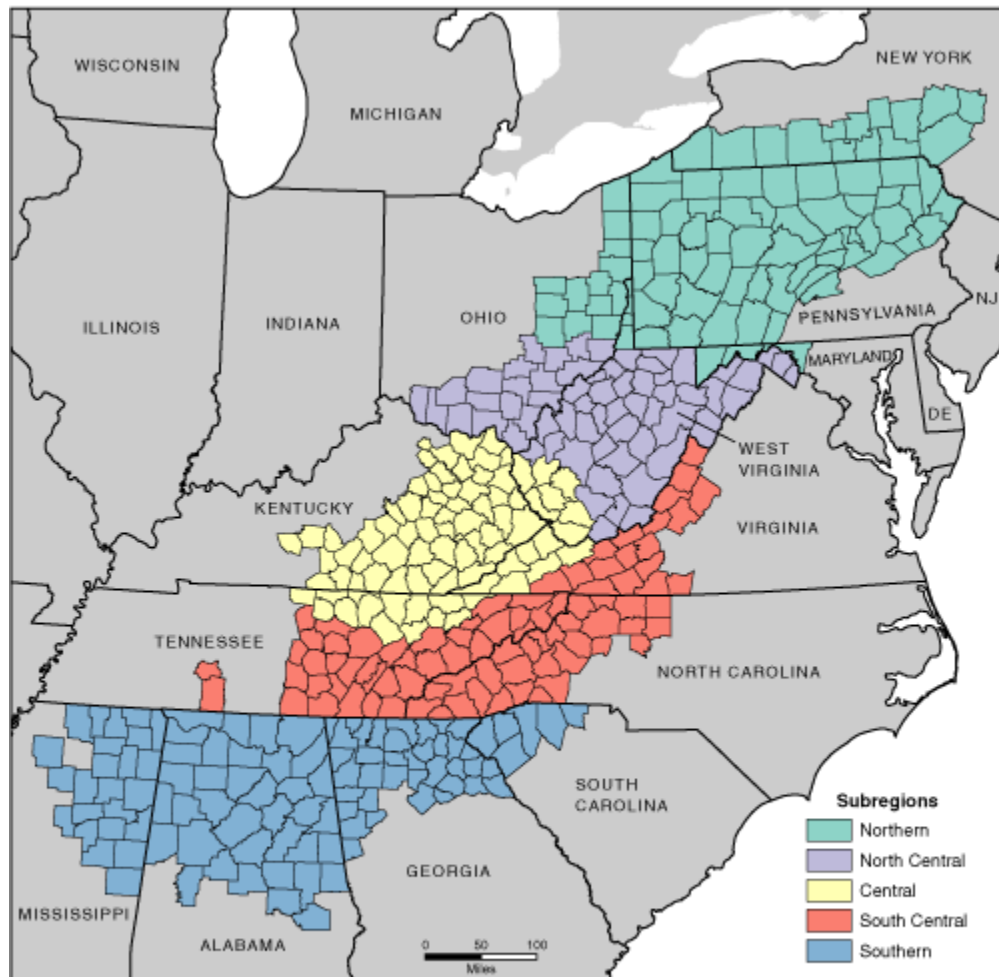 NEW YORK
WISCONSIN
MICHIGAN
NJ
PENNSYLVANIA
ILLINOIS
INDIANA
OHIO
MARYLAND
DE
WEST
VIRGINIA
KENTUCKY
VIRGINIA
TENNESSEE
NORTH CAROLINA
SOUTH
CAROLINA
GEORGIA
MISSISSIPPI
ALABAMA
0 50 100
Miles
Subregions
Northern
North Central
Central
South Central
Southern